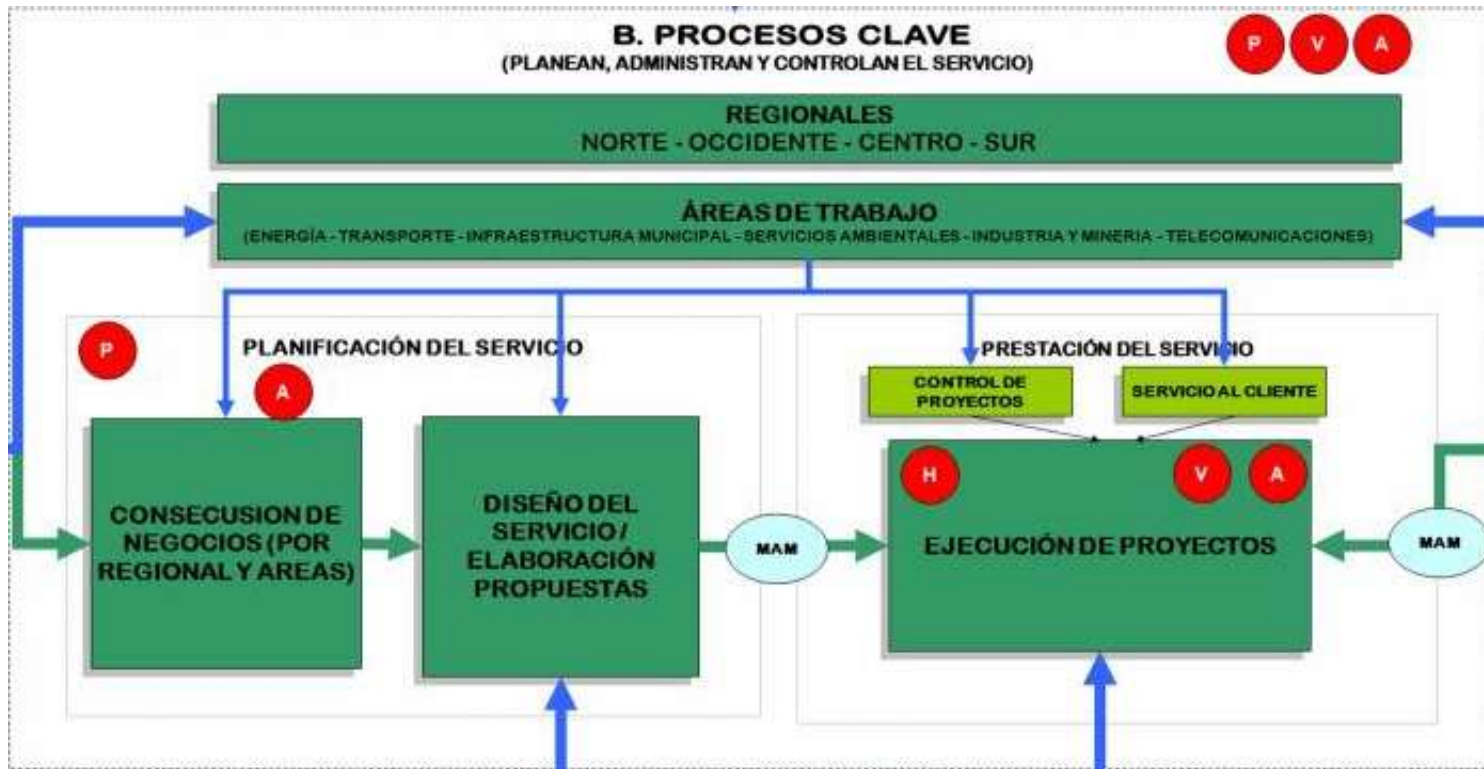 B. PROCESOS CLAVE
(PLANEAN, ADMINISTRAN Y CONTROLAN EL SERVICIO)
P V A
REGIONALES
NORTE - OCCIDENTE - CENTRO - SUR
ÁREAS DE TRABAJO
(ENERGÍA - TRANSPORTE - INFRAESTRUCTURA MUNICIPAL - SERVICIOS AMBIENTALES - INDUSTRIA Y MINERIA - TELECOMUNICACIONES)
P
PLANIFICACIÓN DEL SERVICIO
A
CONSECUSION DE
NEGOCIOS (POR
REGIONAL Y AREAS)
DISEÑO DEL
SERVICIO /
ELABORACIÓN
PROPUESTAS
MAM
PRESTACIÓN DEL SERVICIO
CONTROL DE
PROYECTOS
SERVICIO AL CLIENTE
H V A
EJECUCIÓN DE PROYECTOS
MAM